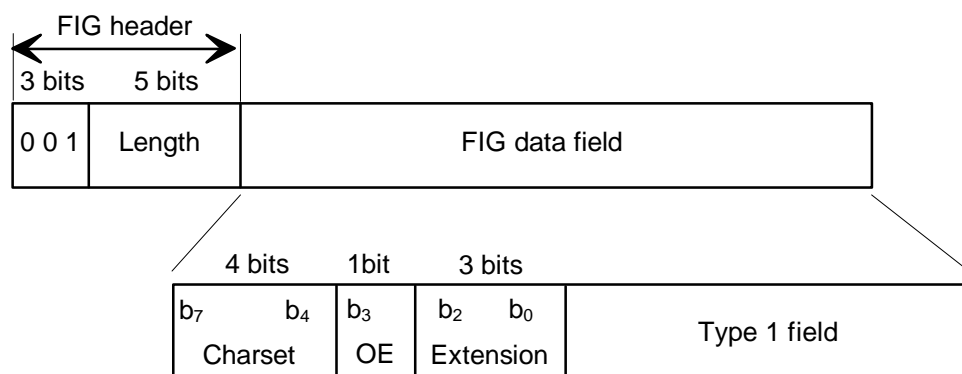 FIG header
3 bits 5 bits
0 0 1 Length FIG data field
4 bits 1bit 3 bits
b7 b4 b3 b2 b0
Charset OE Extension Type 1 field